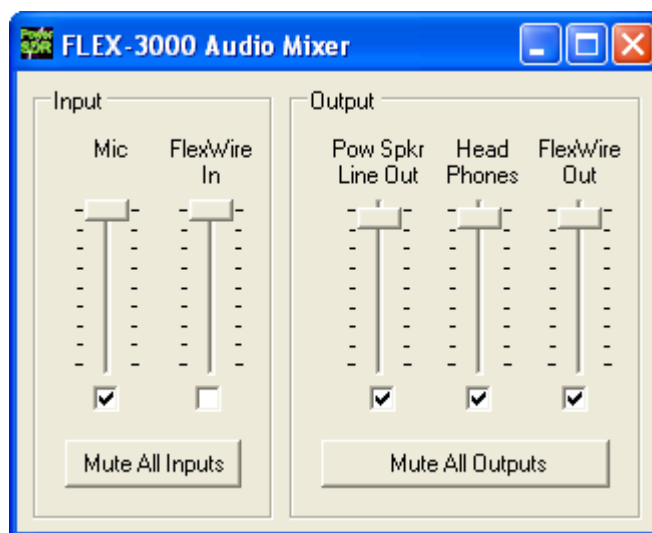 Power SDR
FLEX-3000 Audio Mixer
Input
Mic
FlexWire In
Mute All Inputs
Output
Pow Spkr Line Out
Head Phones
FlexWire Out
Mute All Outputs